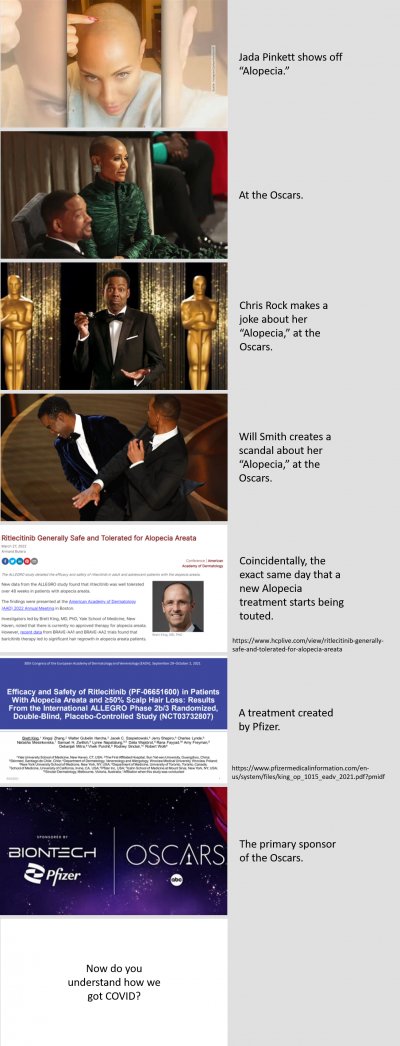 Jada Pinkett shows off
“Alopecia.”
At the Oscars.
Chris Rock makes a
joke about her
“Alopecia,” at the
Oscars.
Will Smith creates a
scandal about her
“Alopecia,” at the
Oscars.
Ritlecitinib Generally Safe and Tolerated for Alopecia Areata
March 27, 2022
Armand Butera
Conference | American
Academy of Dermatology
The ALLEGRO study detailed the efficacy and safety of ritlecitinib in adult and adolescent patients with the alopecia areata.
New data from the ALLEGRO study found that ritlecitinib was well tolerated
over 48 weeks in patients with alopecia areata.
The findings were presented at the American Academy of Dermatology
(AAD) 2022 Annual Meeting in Boston.
Investigators led by Brett King, MD, PhD, Yale School of Medicine, New
Haven, noted that there is currently no approved therapy for alopecia areata.
However, recent data from BRAVE-AA1 and BRAVE-AA2 trials found that
baricitinib therapy led to significant hair regrowth in alopecia areata patients.
Brett King, MD, PhD
Coincidentally, the
exact same day that a
new Alopecia
treatment starts being
touted.
https://www.hcplive.com/view/ritlecitinib-generally-
safe-and-tolerated-for-alopecia-areata
30th Congress of the European Academy of Dermatology and Venereology (EADV), September 29–October 2, 2021
Efficacy and Safety of Ritlecitinib (PF-06651600) in Patients
With Alopecia Areata and ≥50% Scalp Hair Loss: Results
From the International ALLEGRO Phase 2b/3 Randomized,
Double-Blind, Placebo-Controlled Study (NCT03732807)
A treatment created
by Pfizer.
https://www.pfizermedicalinformation.com/en-
us/system/files/king_op_1015_eadv_2021.pdf?pmidf
SPONSORED BY
BIONTECH
Pfizer
OSCARS
abc
The primary sponsor
of the Oscars.
Now do you
understand how we
got COVID?